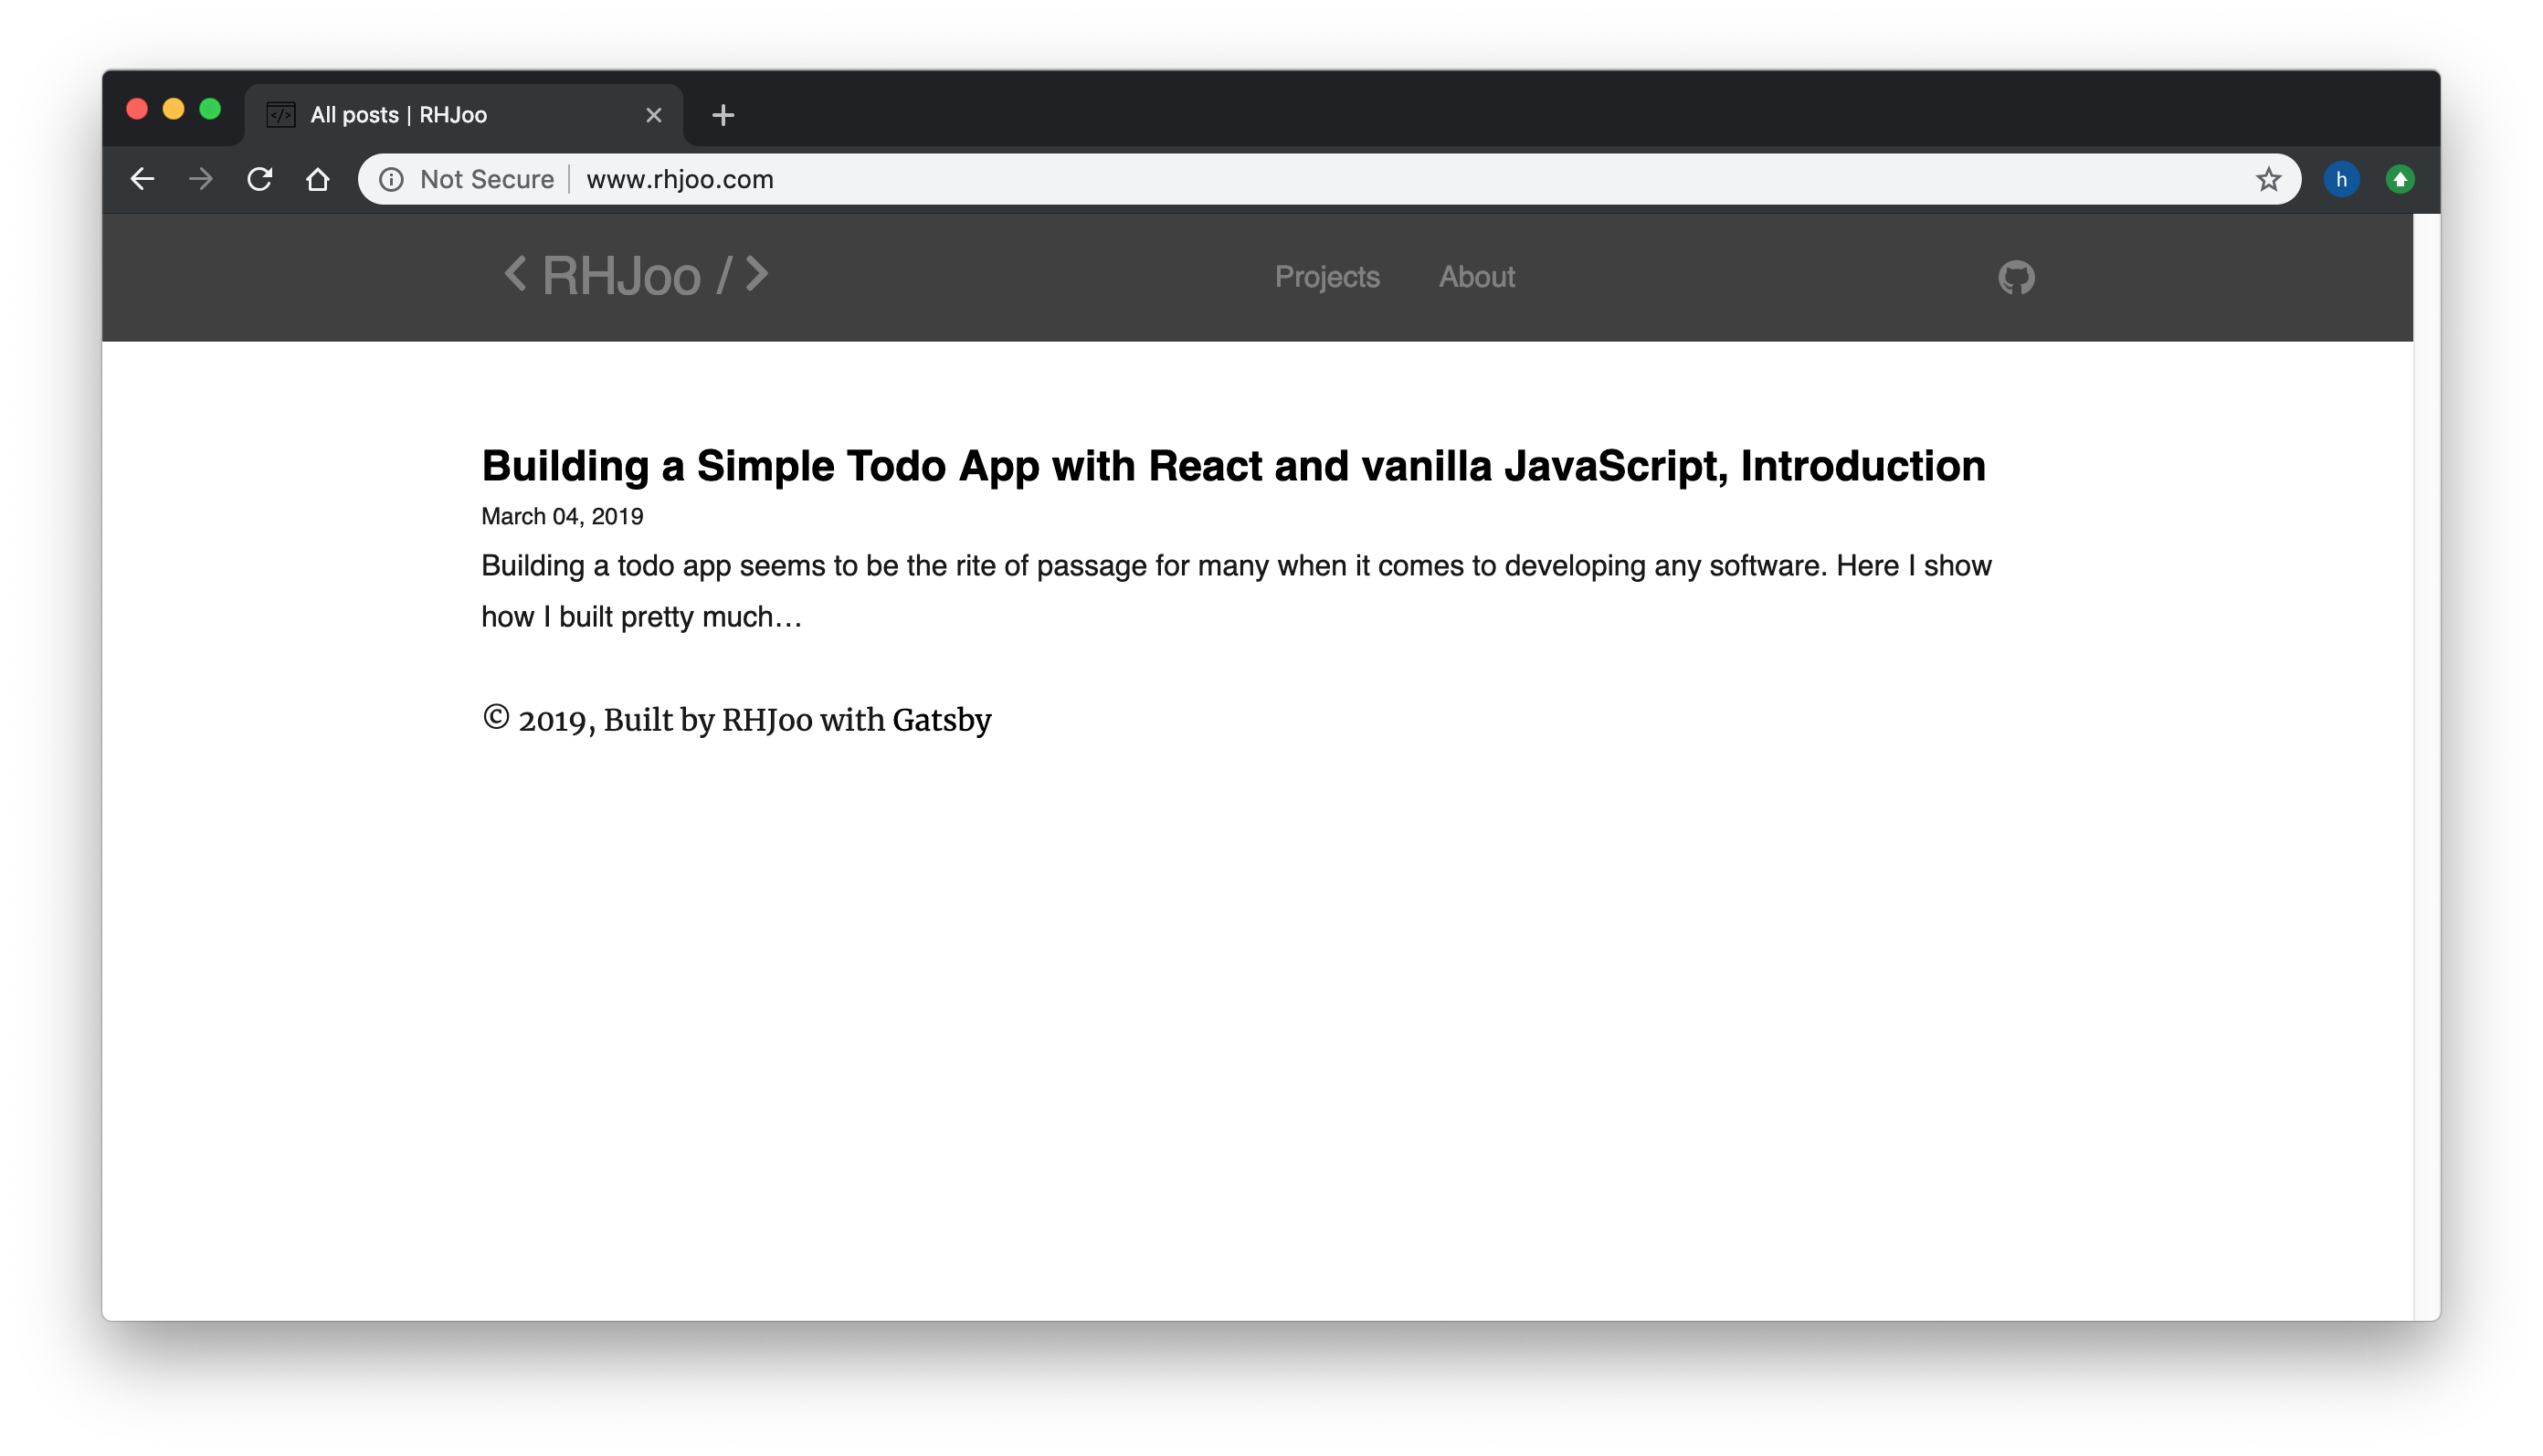 All posts | RHJoo
Not Secure | www.rhjoo.com
h
< RHJoo / >
Projects About
Building a Simple Todo App with React and vanilla JavaScript, Introduction
March 04, 2019
Building a todo app seems to be the rite of passage for many when it comes to developing any software. Here I show
how I built pretty much…
© 2019, Built by RHJoo with Gatsby